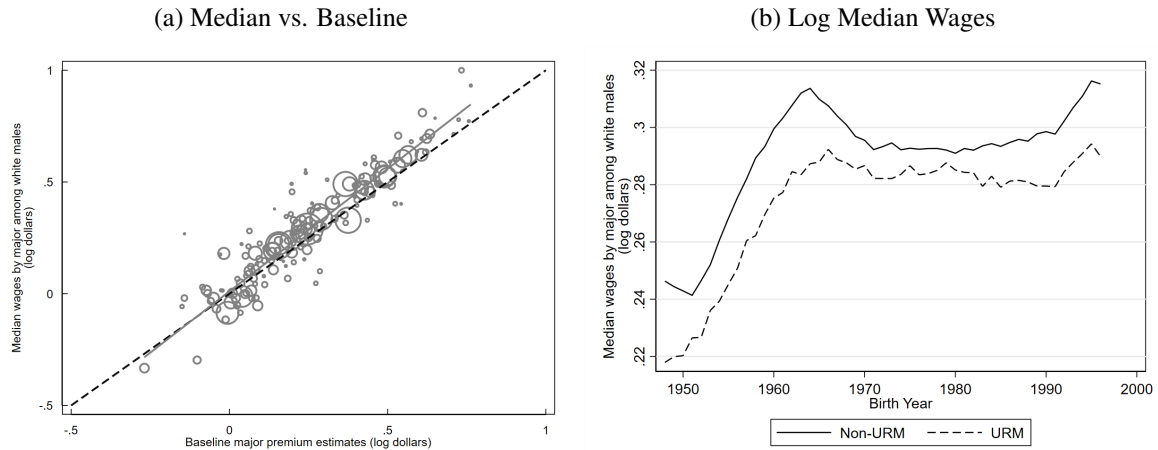 (a) Median vs. Baseline
Median wages by major among white males
(log dollars)
1
.5
0
-.5
-.5
0
.5
1
Baseline major premium estimates (log dollars)
(b) Log Median Wages
Median wages by major among white males
(log dollars)
.32
.3
.28
.26
.24
.22
1950
1960
1970
1980
1990
2000
Birth Year
Non-URM
URM